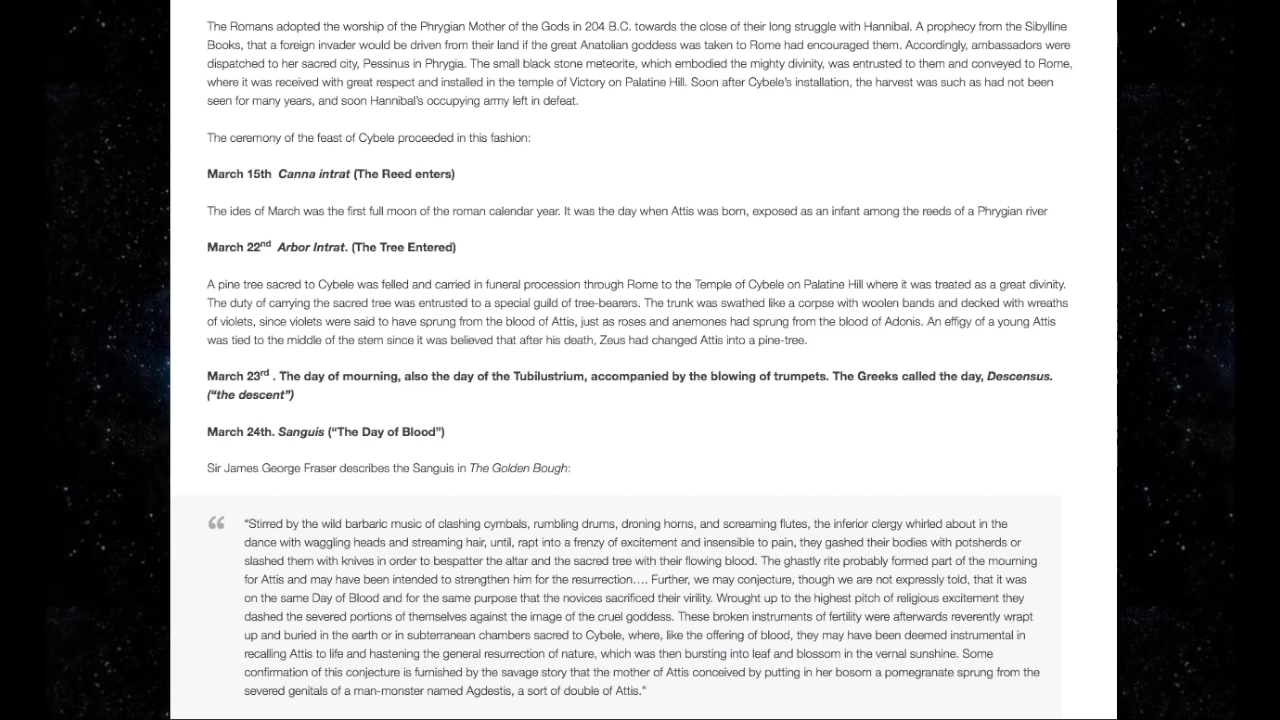 The Romans adopted the worship of the Phrygian Mother of the Gods in 204 B.C. towards the close of their long struggle with Hannibal. A prophecy from the Sibylline
Books, that a foreign invader would be driven from their land if the great Anatolian goddess was taken to Rome had encouraged them. Accordingly, ambassadors were
dispatched to her sacred city, Pessinus in Phrygia. The small black stone meteorite, which embodied the mighty divinity, was entrusted to them and conveyed to Rome,
where it was received with great respect and installed in the temple of Victory on Palatine Hill. Soon after Cybele's installation, the harvest was such as had not been
seen for many years, and soon Hannibal's occupying army left in defeat.
The ceremony of the feast of Cybele proceeded in this fashion:
March 15th Canna intrat (The Reed enters)
The ides of March was the first full moon of the roman calendar year. It was the day when Attis was born, exposed as an infant among the reeds of a Phrygian river
March 22nd Arbor Intrat. (The Tree Entered)
A pine tree sacred to Cybele was felled and carried in funeral procession through Rome to the Temple of Cybele on Palatine Hill where it was treated as a great divinity.
The duty of carrying the sacred tree was entrusted to a special guild of tree-bearers. The trunk was swathed like a corpse with woolen bands and decked with wreaths
of violets, since violets were said to have sprung from the blood of Attis, just as roses and anemones had sprung from the blood of Adonis. An effigy of a young Attis
was tied to the middle of the stem since it was believed that after his death, Zeus had changed Attis into a pine-tree.
March 23rd . The day of mourning, also the day of the Tubilustrium, accompanied by the blowing of trumpets. The Greeks called the day, Descensus.
("the descent")
March 24th. Sanguis ("The Day of Blood")
Sir James George Fraser describes the Sanguis in The Golden Bough:
“ "Stirred by the wild barbaric music of clashing cymbals, rumbling drums, droning horns, and screaming flutes, the inferior clergy whirled about in the
dance with waggling heads and streaming hair, until, rapt into a frenzy of excitement and insensible to pain, they gashed their bodies with potsherds or
slashed them with knives in order to bespatter the altar and the sacred tree with their flowing blood. The ghastly rite probably formed part of the mourning
for Attis and may have been intended to strengthen him for the resurrection…. Further, we may conjecture, though we are not expressly told, that it was
on the same Day of Blood and for the same purpose that the novices sacrificed their virility. Wrought up to the highest pitch of religious excitement they
dashed the severed portions of themselves against the image of the cruel goddess. These broken instruments of fertility were afterwards reverently wrapt
up and buried in the earth or in subterranean chambers sacred to Cybele, where, like the offering of blood, they may have been deemed instrumental in
recalling Attis to life and hastening the general resurrection of nature, which was then bursting into leaf and blossom in the vernal sunshine. Some
confirmation of this conjecture is furnished by the savage story that the mother of Attis conceived by putting in her bosom a pomegranate sprung from the
severed genitals of a man-monster named Agdestis, a sort of double of Attis."